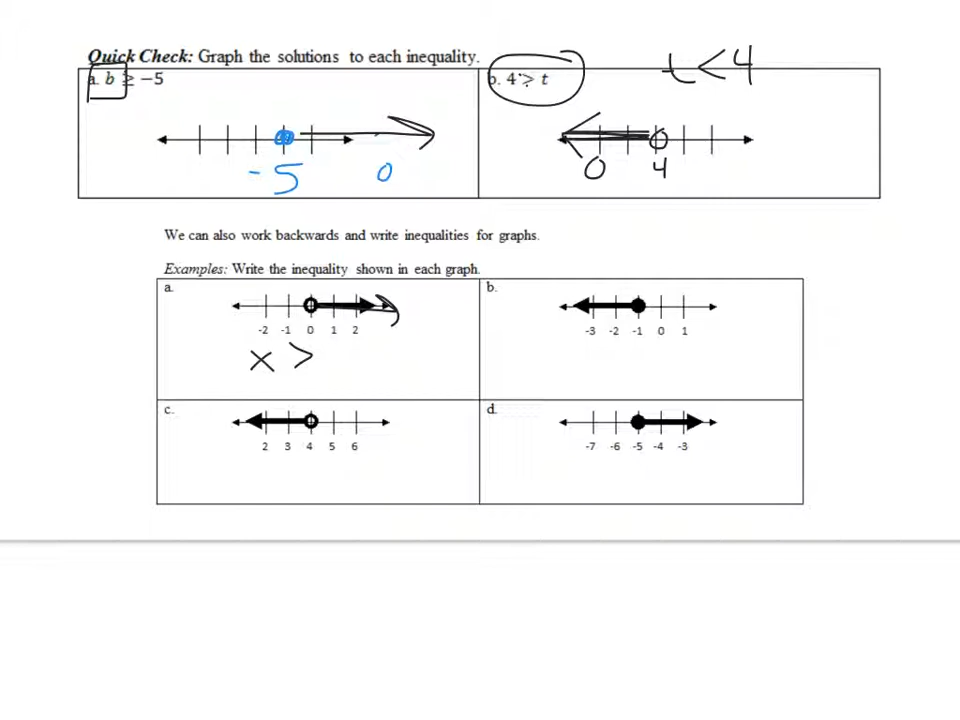 Quick Check: Graph the solutions to each inequality.
a. b ≥ −5
b. 4 > t
t < 4
-5 0
0 4
We can also work backwards and write inequalities for graphs.
Examples: Write the inequality shown in each graph.
a.
-2 -1 0 1 2
x >
b.
-3 -2 -1 0 1
c.
2 3 4 5 6
d.
-7 -6 -5 -4 -3